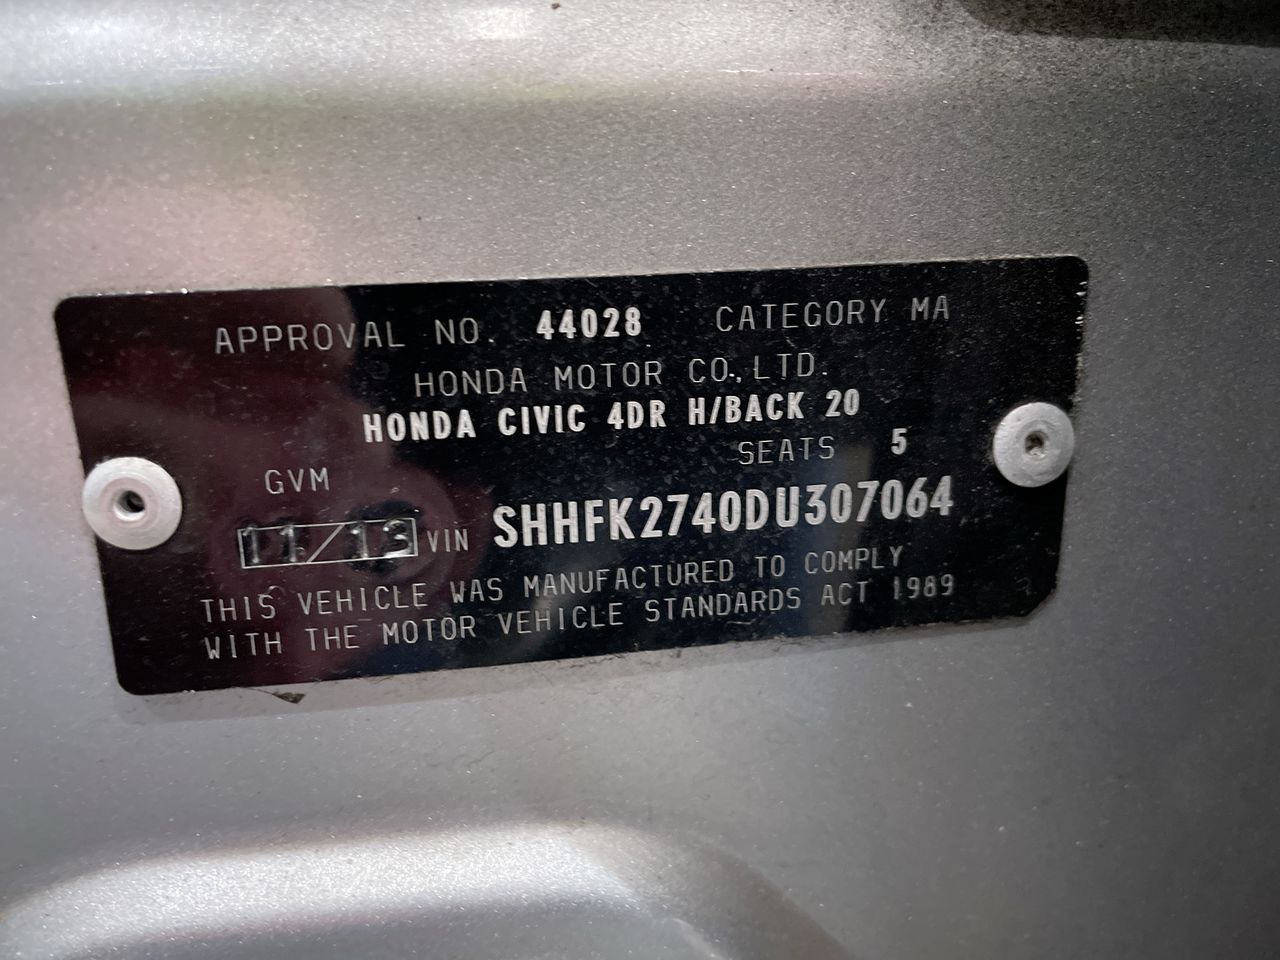 APPROVAL NO. 44028 CATEGORY MA
HONDA MOTOR CO.,LTD.
HONDA CIVIC 4DR H/BACK 20
SEATS 5
GVM
11/13 VIN SHHFK2740DU307064
THIS VEHICLE WAS MANUFACTURED TO COMPLY
WITH THE MOTOR VEHICLE STANDARDS ACT 1989